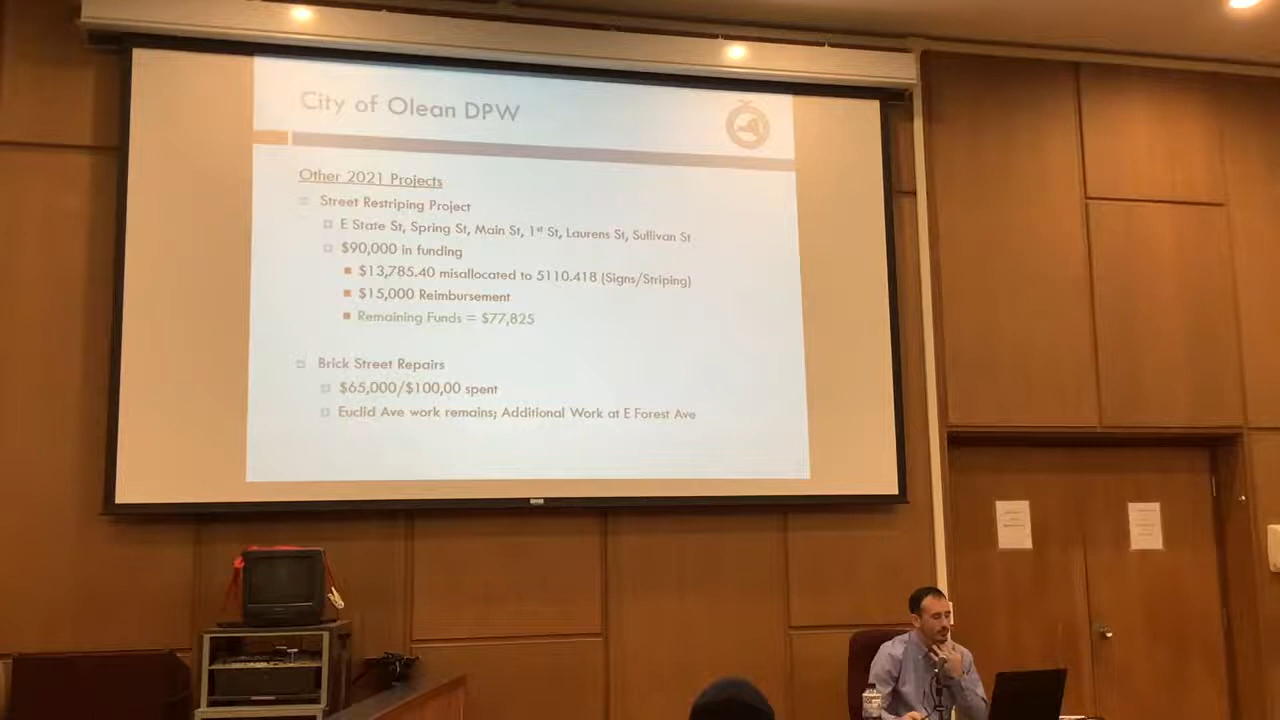 City of Olean DPW
Other 2021 Projects
Street Restriping Project
E State St, Spring St, Main St, 1st St, Laurens St, Sullivan St
$90,000 in funding
$13,785.40 misallocated to 5110.418 (Signs/Striping)
$15,000 Reimbursement
Remaining Funds = $77,825
Brick Street Repairs
$65,000/$100,00 spent
Euclid Ave work remains; Additional Work at E Forest Ave